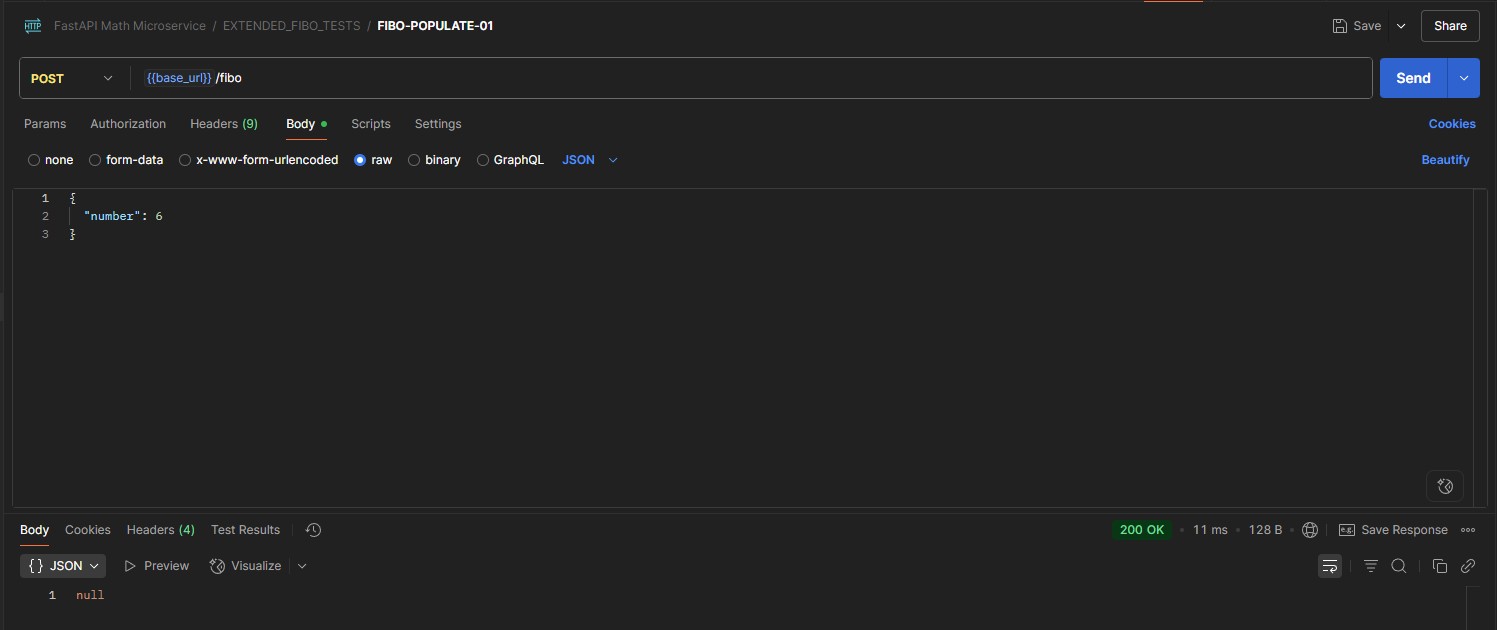 HTTP FastAPI Math Microservice / EXTENDED_FIBO_TESTS / FIBO-POPULATE-01 Save Share
POST {{base_url}} /fibo Send
Params Authorization Headers (9) Body Scripts Settings Cookies
none form-data x-www-form-urlencoded raw binary GraphQL JSON Beautify
1 {
2 "number": 6
3 }
Body Cookies Headers (4) Test Results 200 OK • 11 ms • 128 B • e.g. Save Response
{} JSON Preview Visualize
1 null